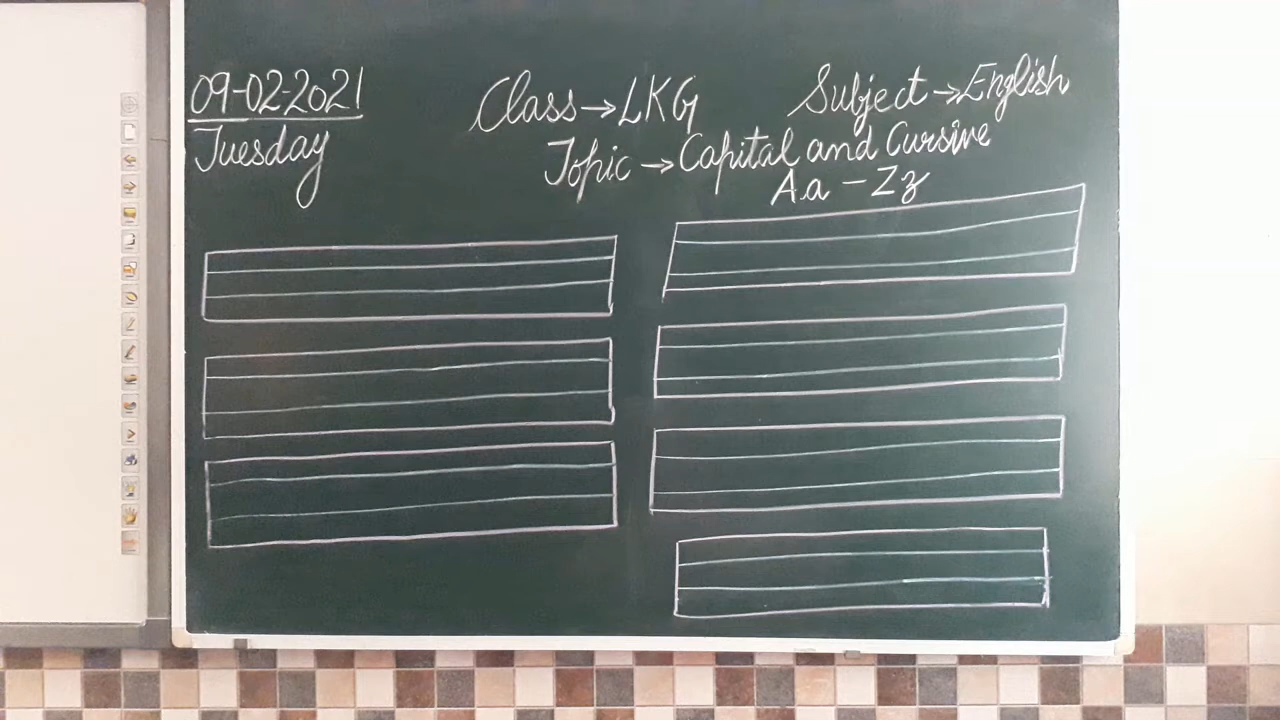 09-02-2021 Class→LKG Subject→English
Tuesday Topic→Capital and Cursive
Aa-Zz